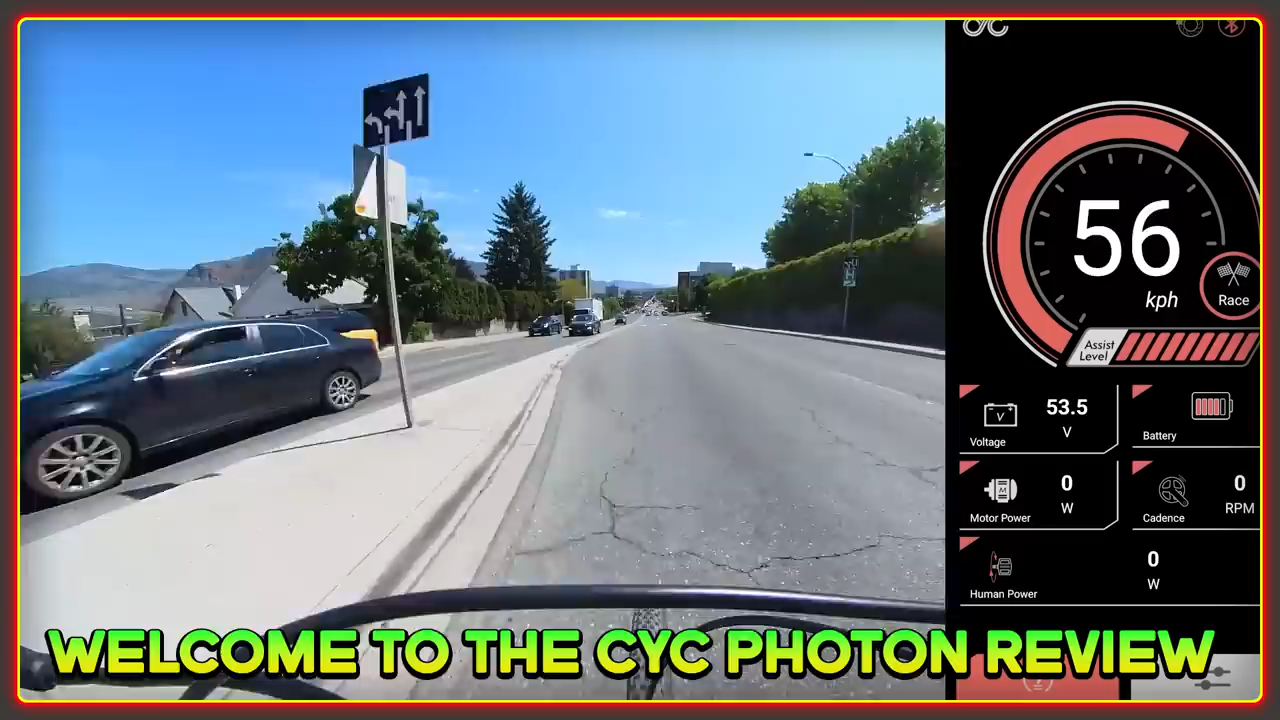 56
kph
Race
Assist
Level
53.5
V
Voltage
Battery
0
W
Motor Power
0
RPM
Cadence
0
W
Human Power
WELCOME TO THE CYC PHOTON REVIEW